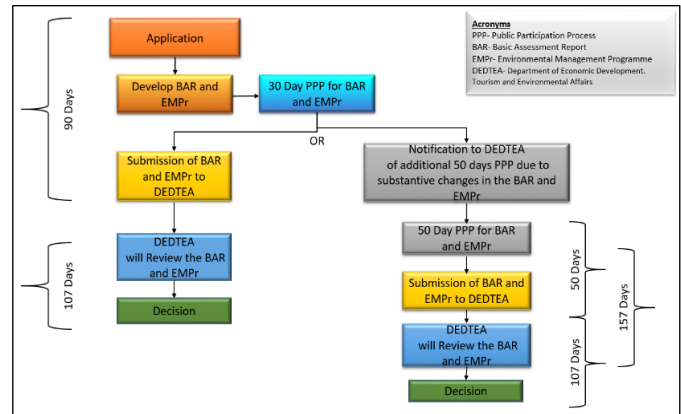 Application
Develop BAR and
EMPr
30 Day PPP for BAR
and EMPr
90 Days
OR
Submission of BAR
and EMPr to
DEDTEA
DEDTEA
will Review the BAR
and EMPr
107 Days
Decision
Notification to DEDTEA
of additional 50 days PPP due to
substantive changes in the BAR and
EMPr
50 Day PPP for BAR
and EMPr
Submission of BAR and
EMPr to DEDTEA
50 Days
157 Days
DEDTEA
will Review the BAR
and EMPr
107 Days
Decision
Acronyms
PPP- Public Participation Process
BAR- Basic Assessment Report
EMPr- Environmental Management Programme
DEDTEA- Department of Economic Development.
Tourism and Environmental Affairs